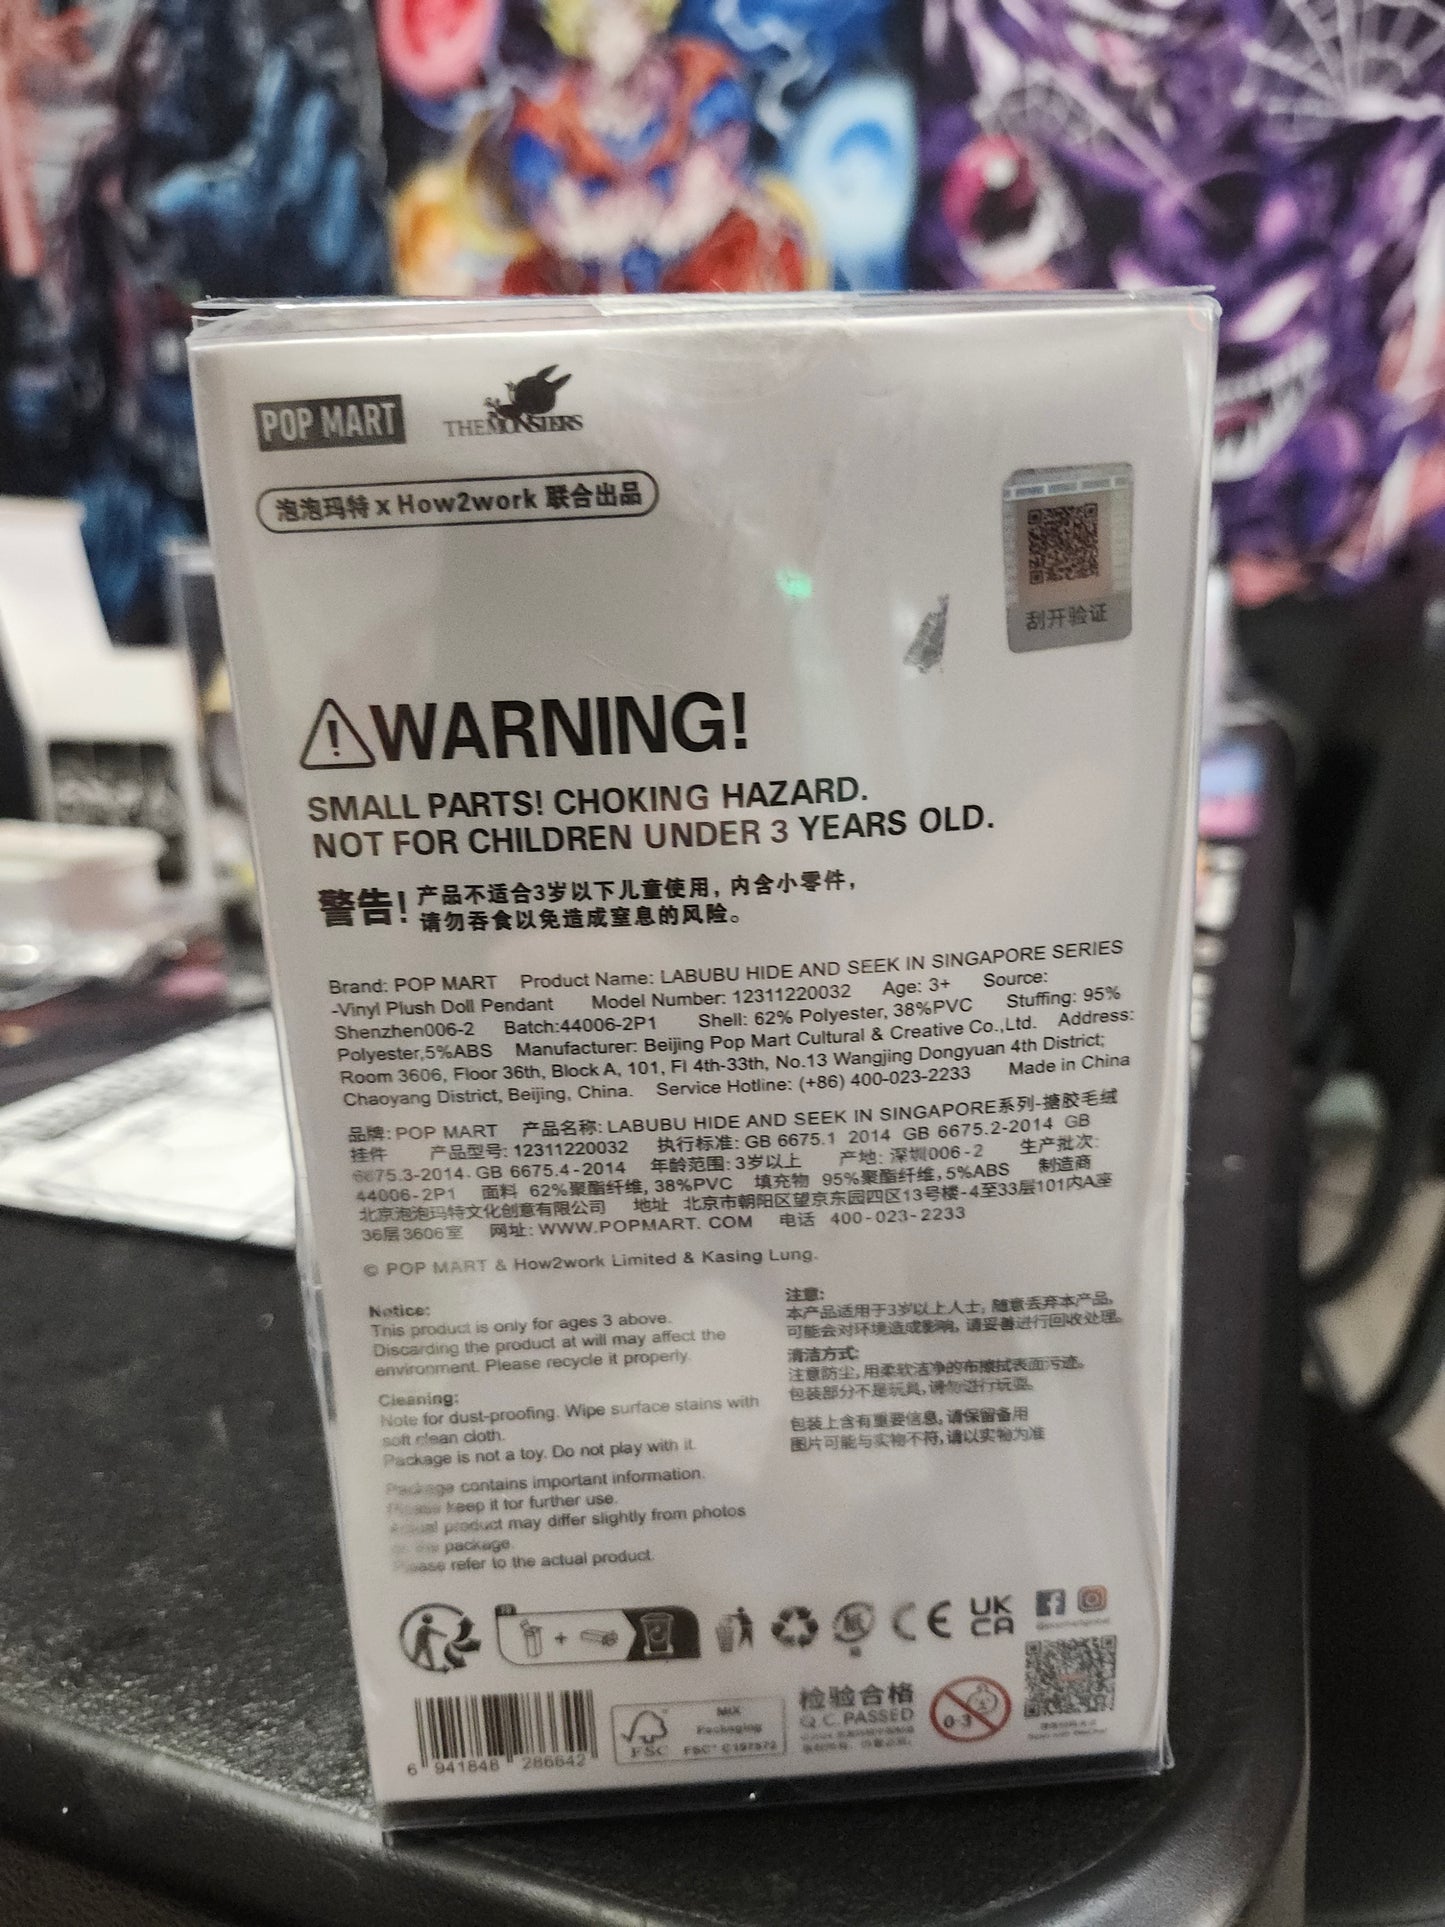 POP MART
THE MONSTERS
泡泡玛特 x How2work 联合出品
刮开验证
WARNING!
SMALL PARTS! CHOKING HAZARD.
NOT FOR CHILDREN UNDER 3 YEARS OLD.
警告! 产品不适合3岁以下儿童使用，内含小零件，
请勿吞食以免造成窒息的风险。
Brand: POP MART Product Name: LABUBU HIDE AND SEEK IN SINGAPORE SERIES
-Vinyl Plush Doll Pendant Model Number: 12311220032 Age: 3+ Source:
Shenzhen006-2 Batch:44006-2P1 Shell: 62% Polyester, 38%PVC Stuffing: 95%
Polyester,5%ABS Manufacturer: Beijing Pop Mart Cultural & Creative Co.,Ltd. Address:
Room 3606, Floor 36th, Block A, 101, Fl 4th-33th, No.13 Wangjing Dongyuan 4th District;
Chaoyang District, Beijing, China. Service Hotline: (+86) 400-023-2233 Made in China
品牌: POP MART 产品名称: LABUBU HIDE AND SEEK IN SINGAPORE系列-搪胶毛绒
挂件 产品型号: 12311220032 执行标准: GB 6675.1 2014 GB 6675.2-2014 GB
6675.3-2014. GB 6675.4-2014 年龄范围: 3岁以上 产地: 深圳006-2 生产批次:
44006-2P1 面料 62%聚酯纤维, 38%PVC 填充物 95%聚酯纤维, 5%ABS 制造商
北京泡泡玛特文化创意有限公司 地址 北京市朝阳区望京东园四区13号楼-4至33层101内A座
36层3606室 网址: WWW.POPMART. COM 电话 400-023-2233
© POP MART & How2work Limited & Kasing Lung.
Notice:
This product is only for ages 3 above.
Discarding the product at will may affect the
environment. Please recycle it properly.
Cleaning:
Note for dust-proofing. Wipe surface stains with
soft clean cloth.
Package is not a toy. Do not play with it.
Package contains important information.
Please keep it for further use.
Actual product may differ slightly from photos
on the package.
Please refer to the actual product.
注意:
本产品适用于3岁以上人士, 随意丢弃本产品,
可能会对环境造成影响, 请妥善进行回收处理。
清洁方式:
注意防尘, 用柔软洁净的布擦拭表面污迹。
包装部分不是玩具, 请勿进行玩耍。
包装上含有重要信息, 请保留备用
图片可能与实物不符, 请以实物为准
CE
UK
CA
6 941848 286642
FSC
MIX
Packaging
FSC® C197572
检验合格
Q.C. PASSED
0-3